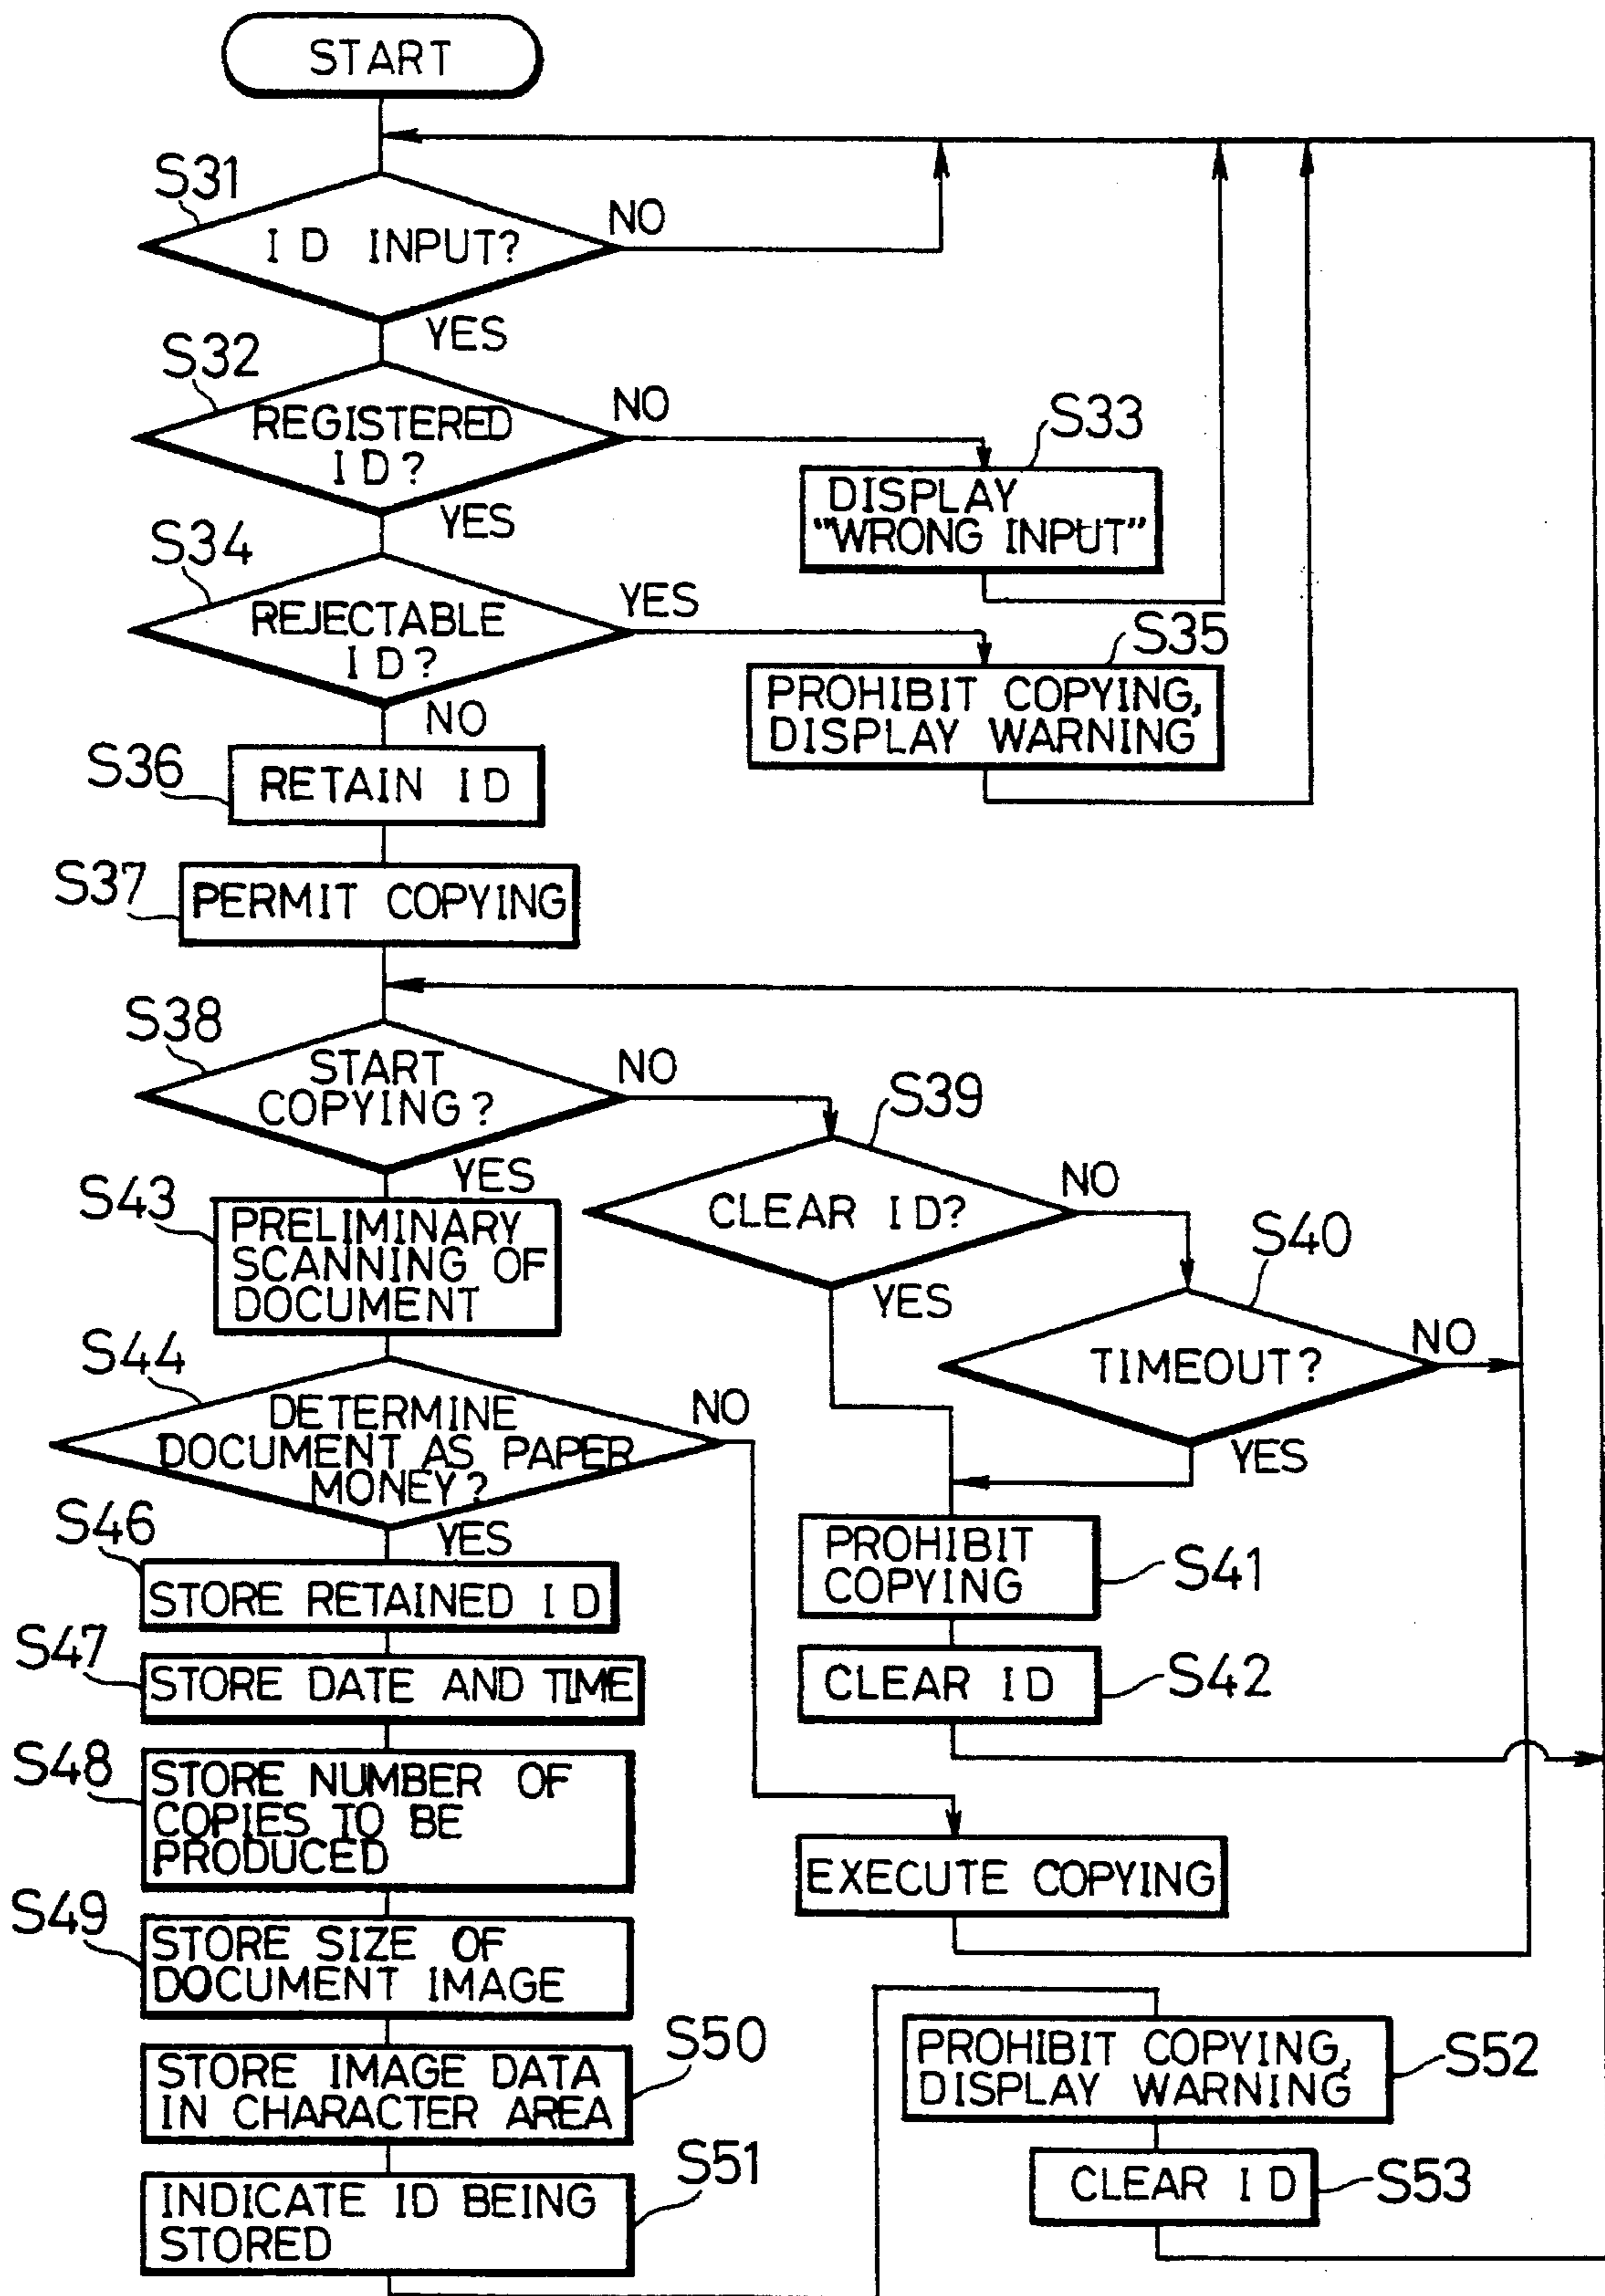 START
S31
ID INPUT?
NO
YES
S32
REGISTERED
ID?
NO
YES
S33
DISPLAY
"WRONG INPUT"
S34
REJECTABLE
ID?
YES
NO
S35
PROHIBIT COPYING,
DISPLAY WARNING
S36
RETAIN ID
S37
PERMIT COPYING
S38
START
COPYING?
NO
YES
S39
CLEAR ID?
NO
YES
S40
TIMEOUT?
NO
YES
S41
PROHIBIT
COPYING
S42
CLEAR ID
S43
PRELIMINARY
SCANNING OF
DOCUMENT
S44
DETERMINE
DOCUMENT AS PAPER
MONEY?
NO
YES
EXECUTE COPYING
S46
STORE RETAINED ID
S47
STORE DATE AND TIME
S48
STORE NUMBER OF
COPIES TO BE
PRODUCED
S49
STORE SIZE OF
DOCUMENT IMAGE
S50
STORE IMAGE DATA
IN CHARACTER AREA
S51
INDICATE ID BEING
STORED
S52
PROHIBIT COPYING,
DISPLAY WARNING
S53
CLEAR ID